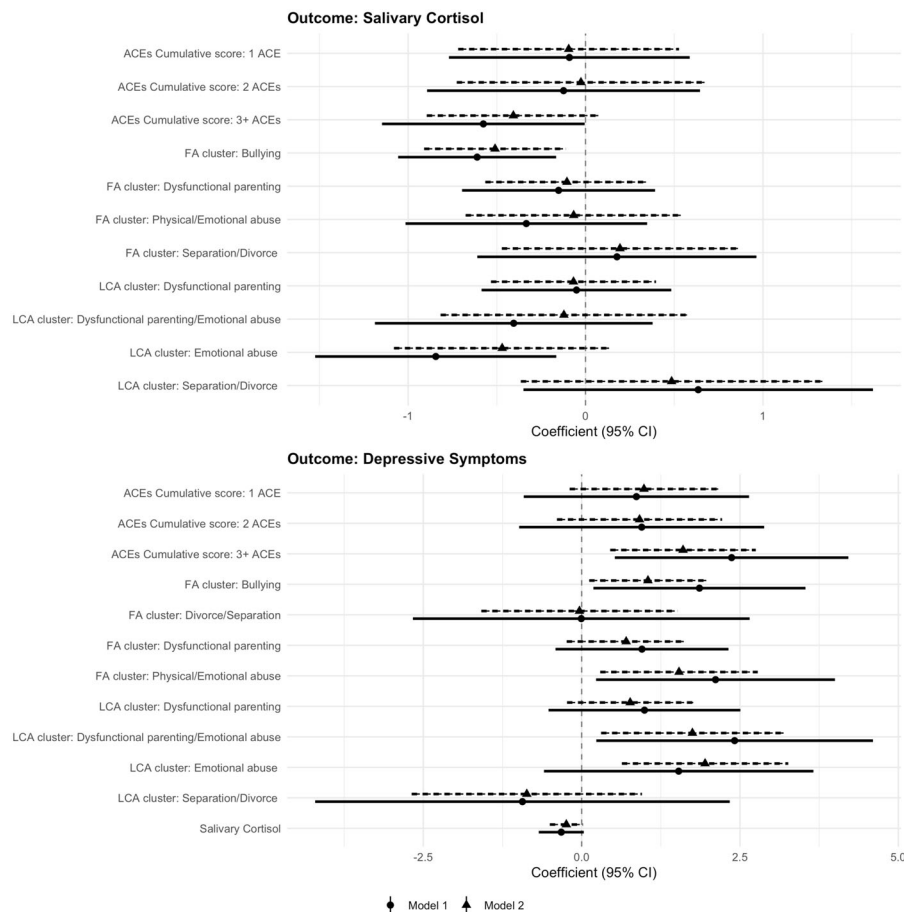 Outcome: Salivary Cortisol
ACEs Cumulative score: 1 ACE
ACEs Cumulative score: 2 ACEs
ACEs Cumulative score: 3+ ACEs
FA cluster: Bullying
FA cluster: Dysfunctional parenting
FA cluster: Physical/Emotional abuse
FA cluster: Separation/Divorce
LCA cluster: Dysfunctional parenting
LCA cluster: Dysfunctional parenting/Emotional abuse
LCA cluster: Emotional abuse
LCA cluster: Separation/Divorce
-1 0 1
Coefficient (95% CI)
Outcome: Depressive Symptoms
ACEs Cumulative score: 1 ACE
ACEs Cumulative score: 2 ACEs
ACEs Cumulative score: 3+ ACEs
FA cluster: Bullying
FA cluster: Divorce/Separation
FA cluster: Dysfunctional parenting
FA cluster: Physical/Emotional abuse
LCA cluster: Dysfunctional parenting
LCA cluster: Dysfunctional parenting/Emotional abuse
LCA cluster: Emotional abuse
LCA cluster: Separation/Divorce
Salivary Cortisol
-2.5 0.0 2.5 5.0
Coefficient (95% CI)
Model 1 Model 2